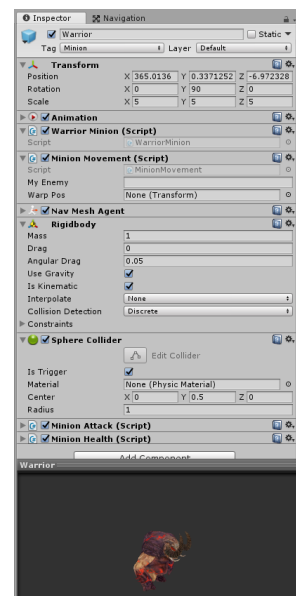 Inspector Navigation
Warrior Static
Tag Minion Layer Default
Transform
Position X 365.0136 Y 0.3371252 Z -6.972328
Rotation X 0 Y 90 Z 0
Scale X 5 Y 5 Z 5
Animation
Warrior Minion (Script)
Script WarriorMinion
Minion Movement (Script)
Script MinionMovement
My Enemy
Warp Pos None (Transform)
Nav Mesh Agent
Rigidbody
Mass 1
Drag 0
Angular Drag 0.05
Use Gravity
Is Kinematic
Interpolate None
Collision Detection Discrete
Constraints
Sphere Collider
Edit Collider
Is Trigger
Material None (Physic Material)
Center X 0 Y 0.5 Z 0
Radius 1
Minion Attack (Script)
Minion Health (Script)
Add Component
Warrior